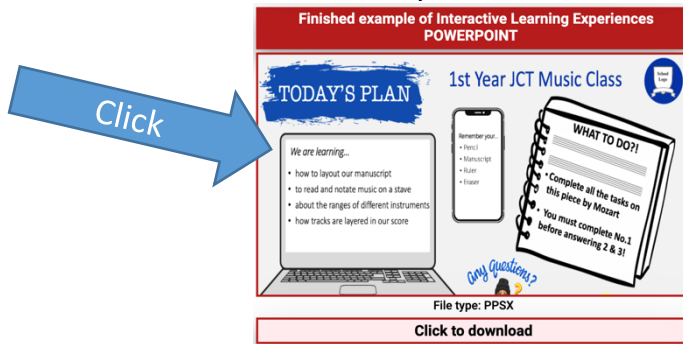 Finished example of Interactive Learning Experiences
POWERPOINT
Click
TODAY'S PLAN
1st Year JCT Music Class
School
Logo
We are learning...
• how to layout our manuscript
• to read and notate music on a stave
• about the ranges of different instruments
• how tracks are layered in our score
Remember your...
• Pencil
• Manuscript
• Ruler
• Eraser
WHAT TO DO?!
• Complete all the tasks on
this piece by Mozart
• You must complete No.1
before answering 2 & 3!
any questions?
File type: PPSX
Click to download